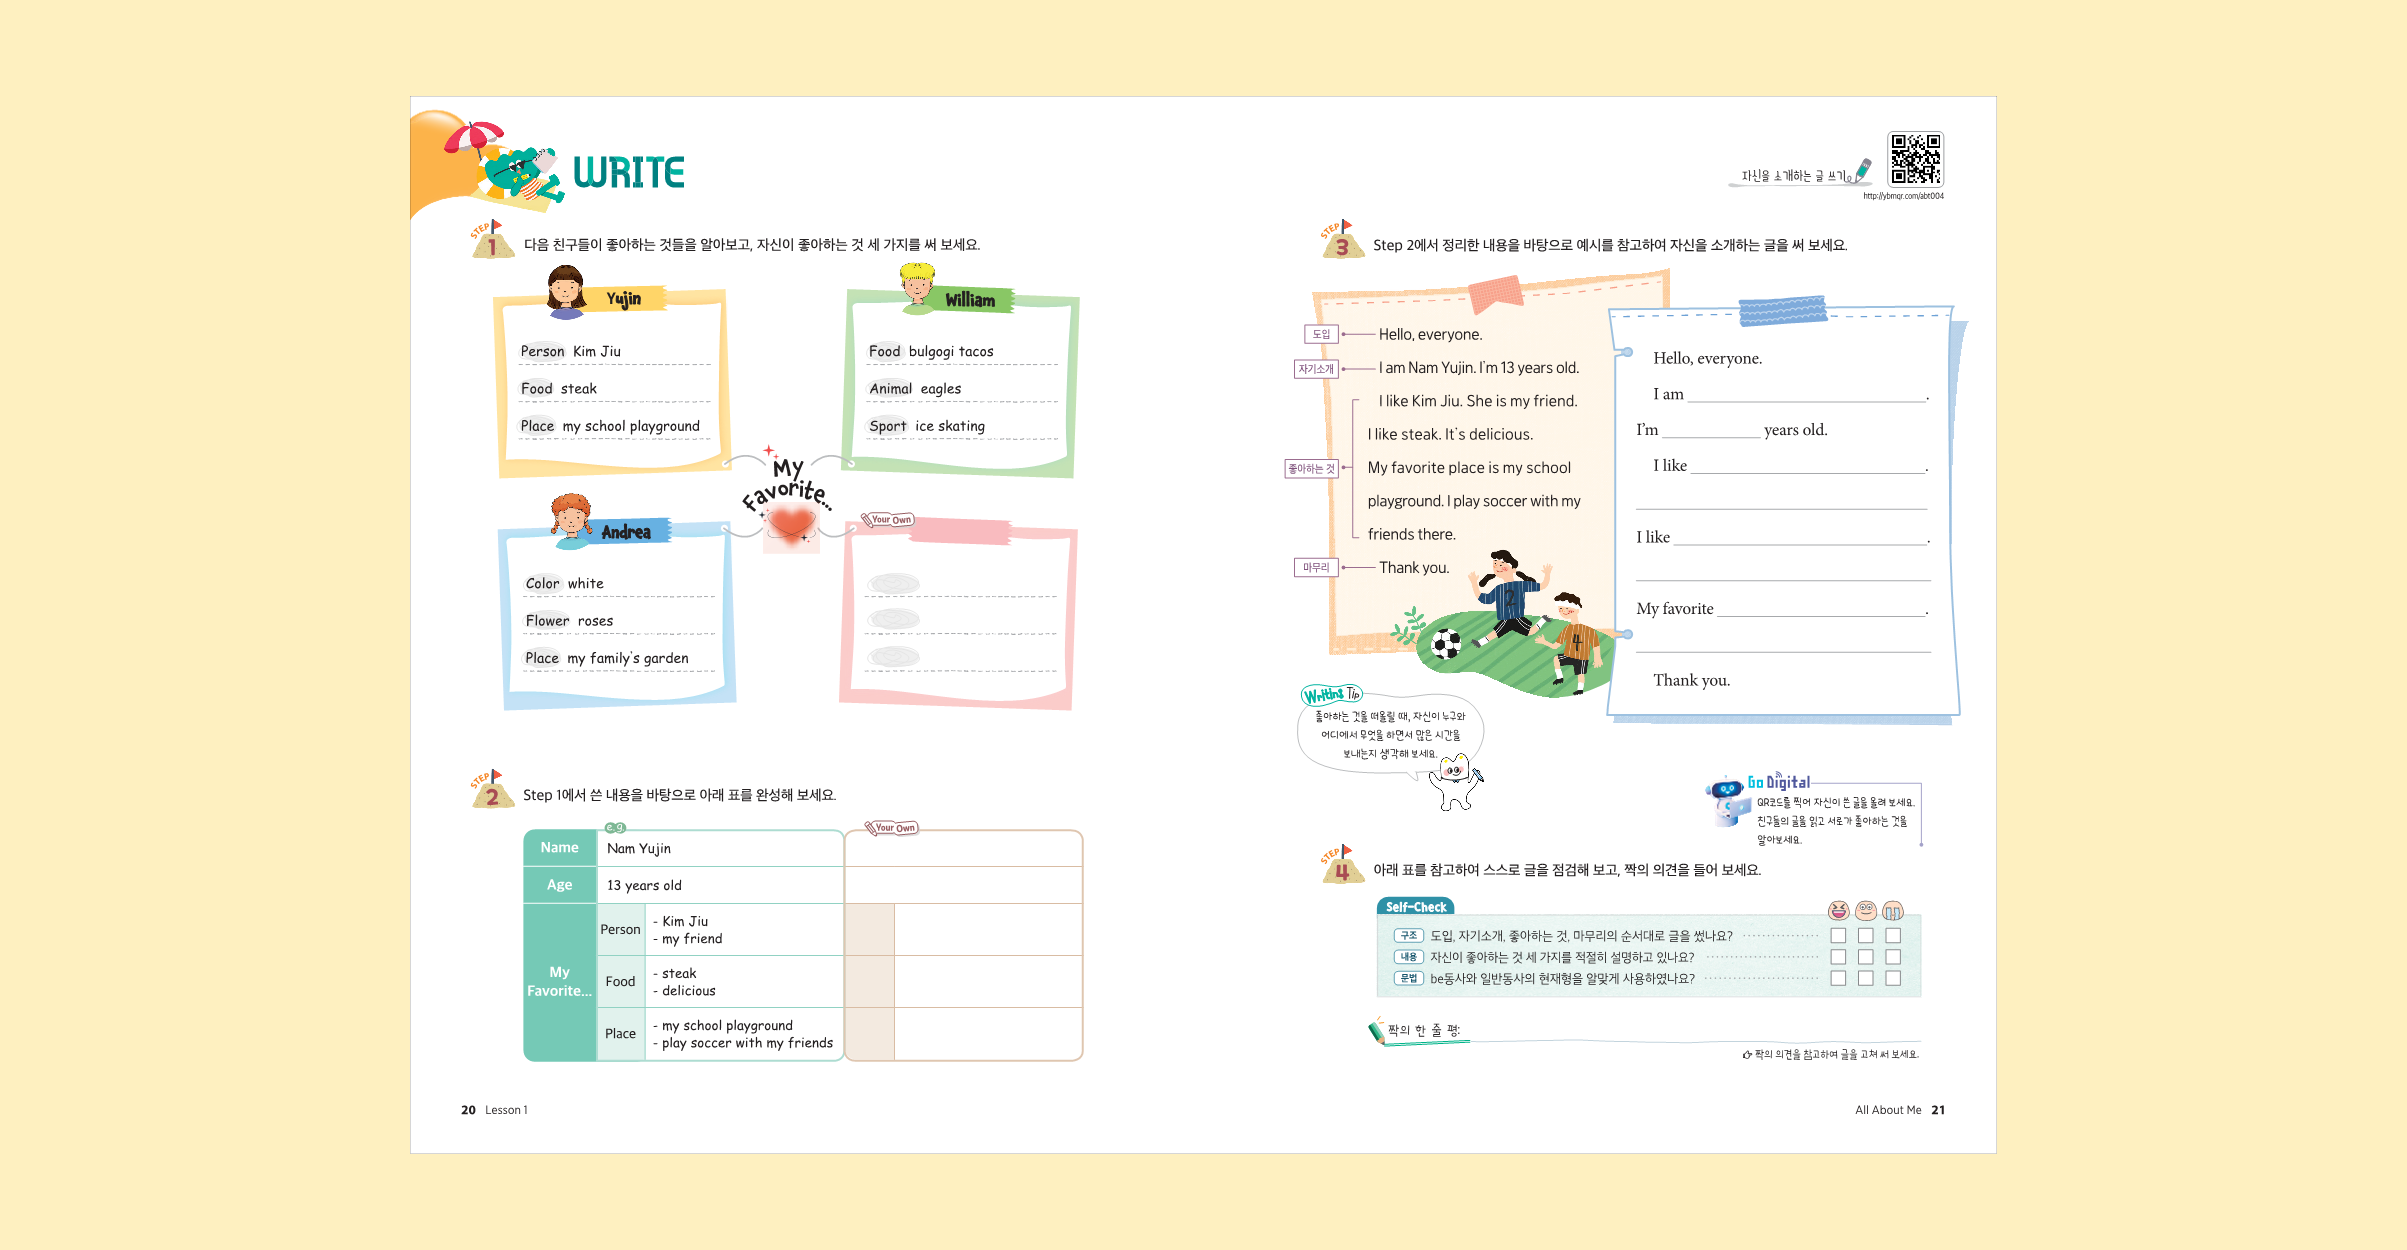 WRITE
STEP 1 다음 친구들이 좋아하는 것들을 알아보고, 자신이 좋아하는 것 세 가지를 써 보세요.
Yujin
Person Kim Jiu
Food steak
Place my school playground
William
Food bulgogi tacos
Animal eagles
Sport ice skating
My
Favorite...
Andrea
Color white
Flower roses
Place my family's garden
Your Own
STEP 2 Step 1에서 쓴 내용을 바탕으로 아래 표를 완성해 보세요.
e.g.
Your Own
Name Nam Yujin
Age 13 years old
My
Favorite...
Person
- Kim Jiu
- my friend
Food
- steak
- delicious
Place
- my school playground
- play soccer with my friends
20 Lesson 1
자신을 소개하는 글 쓰기
http://ybmqr.com/abt004
STEP 3 Step 2에서 정리한 내용을 바탕으로 예시를 참고하여 자신을 소개하는 글을 써 보세요.
도입 Hello, everyone.
자기소개 I am Nam Yujin. I'm 13 years old.
좋아하는 것
I like Kim Jiu. She is my friend.
I like steak. It's delicious.
My favorite place is my school
playground. I play soccer with my
friends there.
마무리 Thank you.
2
4
Hello, everyone.
I am .
I'm years old.
I like .
I like .
My favorite .
Thank you.
Writing Tip
좋아하는 것을 떠올릴 때, 자신이 누구와
어디에서 무엇을 하면서 많은 시간을
보내는지 생각해 보세요.
Go Digital
QR코드를 찍어 자신이 쓴 글을 올려 보세요.
친구들의 글을 읽고 서로가 좋아하는 것을
알아보세요.
STEP 4 아래 표를 참고하여 스스로 글을 점검해 보고, 짝의 의견을 들어 보세요.
Self-Check
구조 도입, 자기소개, 좋아하는 것, 마무리의 순서대로 글을 썼나요?
내용 자신이 좋아하는 것 세 가지를 적절히 설명하고 있나요?
문법 be동사와 일반동사의 현재형을 알맞게 사용하였나요?
짝의 한 줄 평:
짝의 의견을 참고하여 글을 고쳐 써 보세요.
All About Me 21